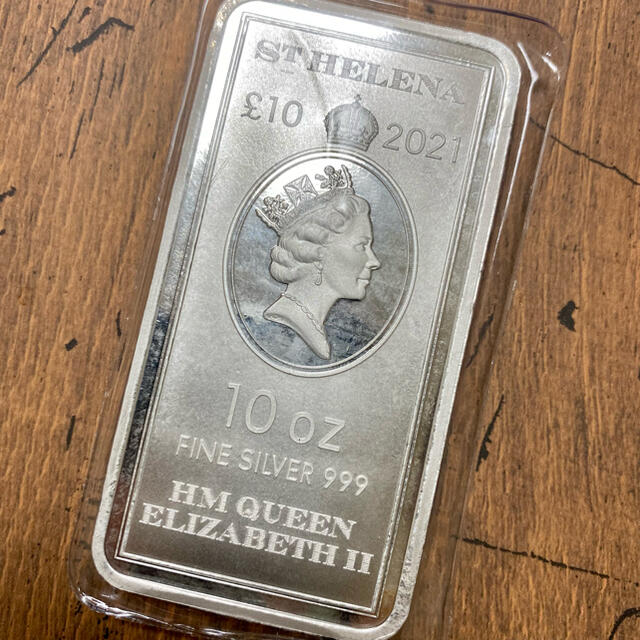 ST HELENA
£10 2021
10 oz
FINE SILVER 999
HM QUEEN
ELIZABETH II